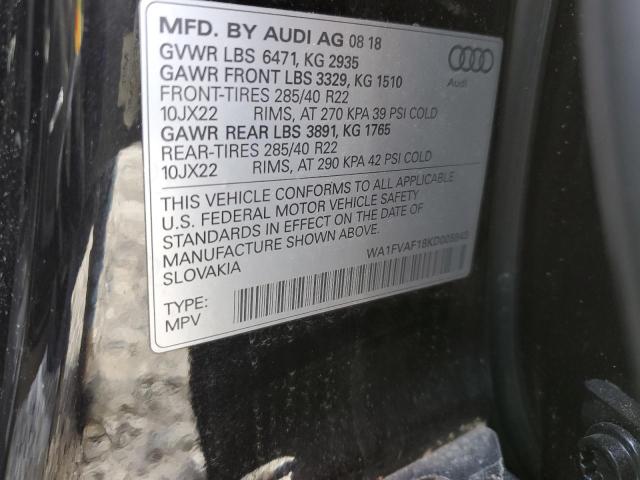 MFD. BY AUDI AG 08 18
GVWR LBS 6471, KG 2935
GAWR FRONT LBS 3329, KG 1510
FRONT-TIRES 285/40 R22
10JX22 RIMS, AT 270 KPA 39 PSI COLD
GAWR REAR LBS 3891, KG 1765
REAR-TIRES 285/40 R22
10JX22 RIMS, AT 290 KPA 42 PSI COLD
Audi
THIS VEHICLE CONFORMS TO ALL APPLICABLE
U.S. FEDERAL MOTOR VEHICLE SAFETY
STANDARDS IN EFFECT ON THE DATE OF
MANUFACTURE SHOWN ABOVE.
SLOVAKIA
TYPE:
MPV